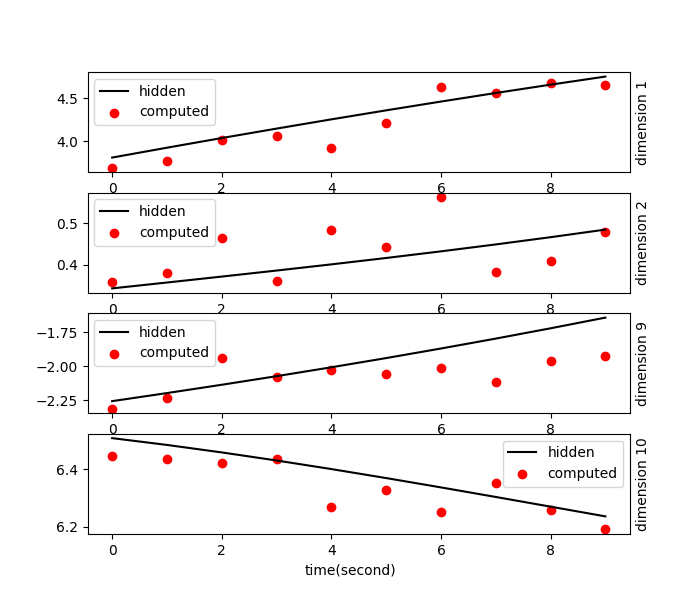 hidden
computed
dimension 1
4.5
4.0
0 2 4 6 8
hidden
computed
dimension 2
0.5
0.4
0 2 4 6 8
hidden
computed
dimension 9
−1.75
−2.00
−2.25
0 2 4 6 8
hidden
computed
dimension 10
6.4
6.2
0 2 4 6 8
time(second)